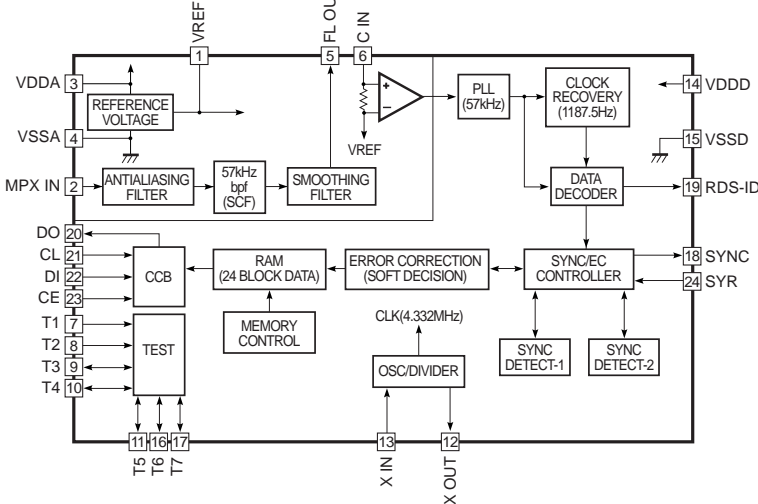 VREF
FL OU
C IN
1
5
6
VDDA 3
REFERENCE
VOLTAGE
VSSA 4
+
–
VREF
PLL
(57kHz)
CLOCK
RECOVERY
(1187.5Hz)
14 VDDD
15 VSSD
MPX IN 2
ANTIALIASING
FILTER
57kHz
bpf
(SCF)
SMOOTHING
FILTER
DATA
DECODER
19 RDS-ID
DO 20
CL 21
DI 22
CE 23
CCB
RAM
(24 BLOCK DATA)
ERROR CORRECTION
(SOFT DECISION)
SYNC/EC
CONTROLLER
18 SYNC
24 SYR
T1 7
T2 8
T3 9
T4 10
TEST
MEMORY
CONTROL
CLK(4.332MHz)
OSC/DIVIDER
SYNC
DETECT-1
SYNC
DETECT-2
11 16 17
13
12
T5
T6
T7
X IN
X OUT